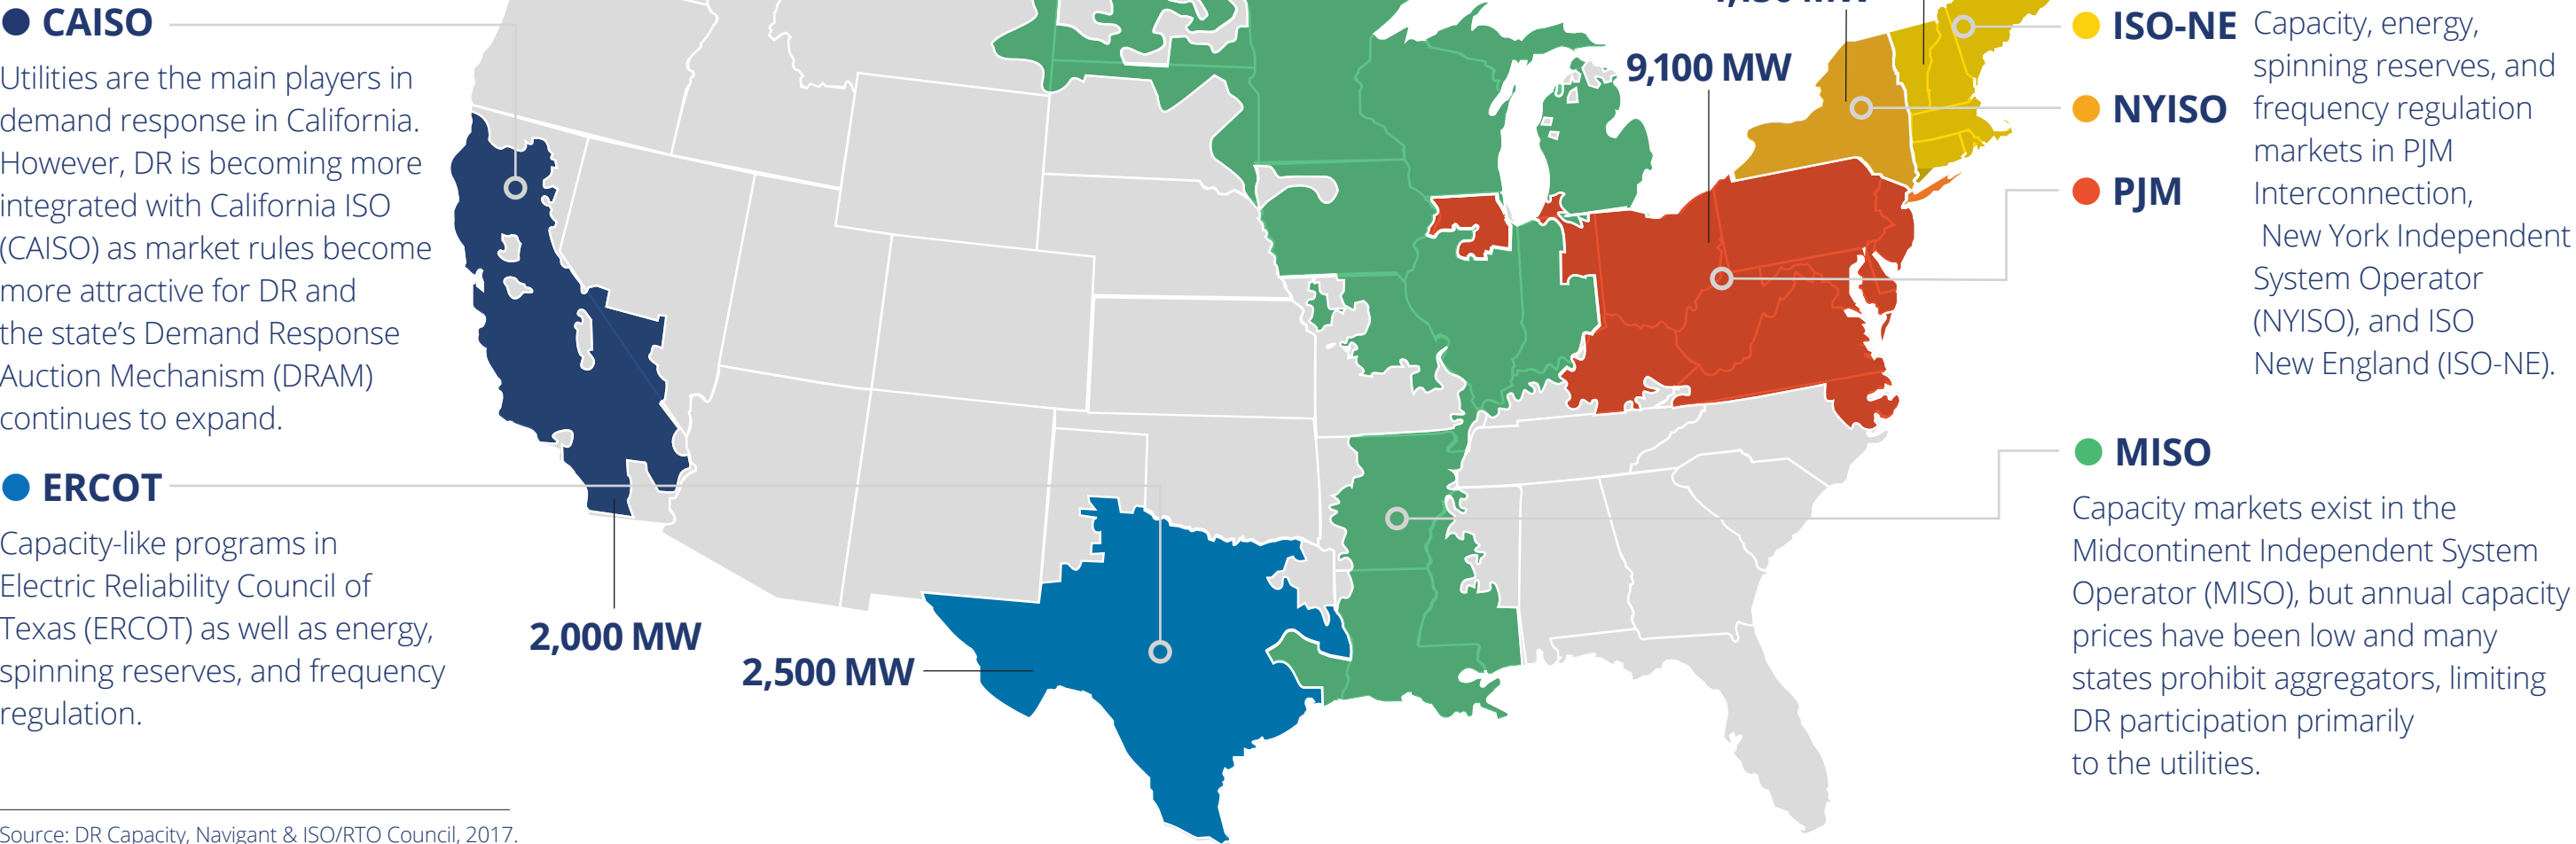 CAISO
Utilities are the main players in
demand response in California.
However, DR is becoming more
integrated with California ISO
(CAISO) as market rules become
more attractive for DR and
the state’s Demand Response
Auction Mechanism (DRAM)
continues to expand.
ERCOT
Capacity-like programs in
Electric Reliability Council of
Texas (ERCOT) as well as energy,
spinning reserves, and frequency
regulation.
2,000 MW
2,500 MW
9,100 MW
MW
ISO-NE
NYISO
PJM
Capacity, energy,
spinning reserves, and
frequency regulation
markets in PJM
Interconnection,
New York Independent
System Operator
(NYISO), and ISO
New England (ISO-NE).
MISO
Capacity markets exist in the
Midcontinent Independent System
Operator (MISO), but annual capacity
prices have been low and many
states prohibit aggregators, limiting
DR participation primarily
to the utilities.
Source: DR Capacity, Navigant & ISO/RTO Council, 2017.